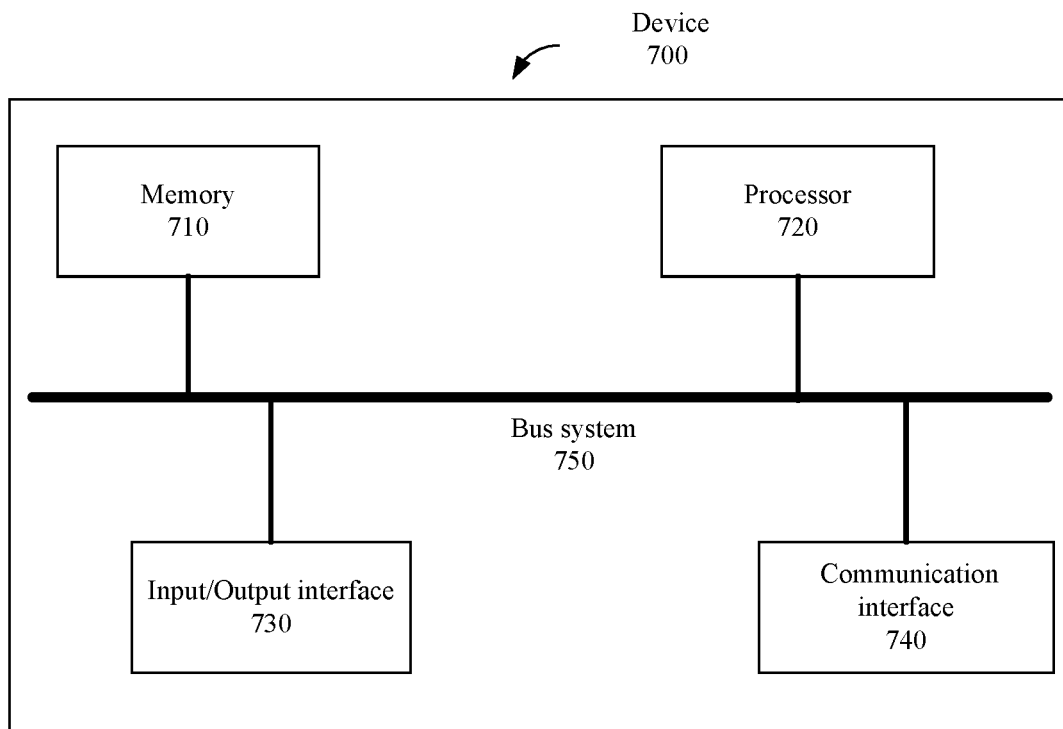 Device
700
Memory
710
Processor
720
Bus system
750
Input/Output interface
730
Communication
interface
740